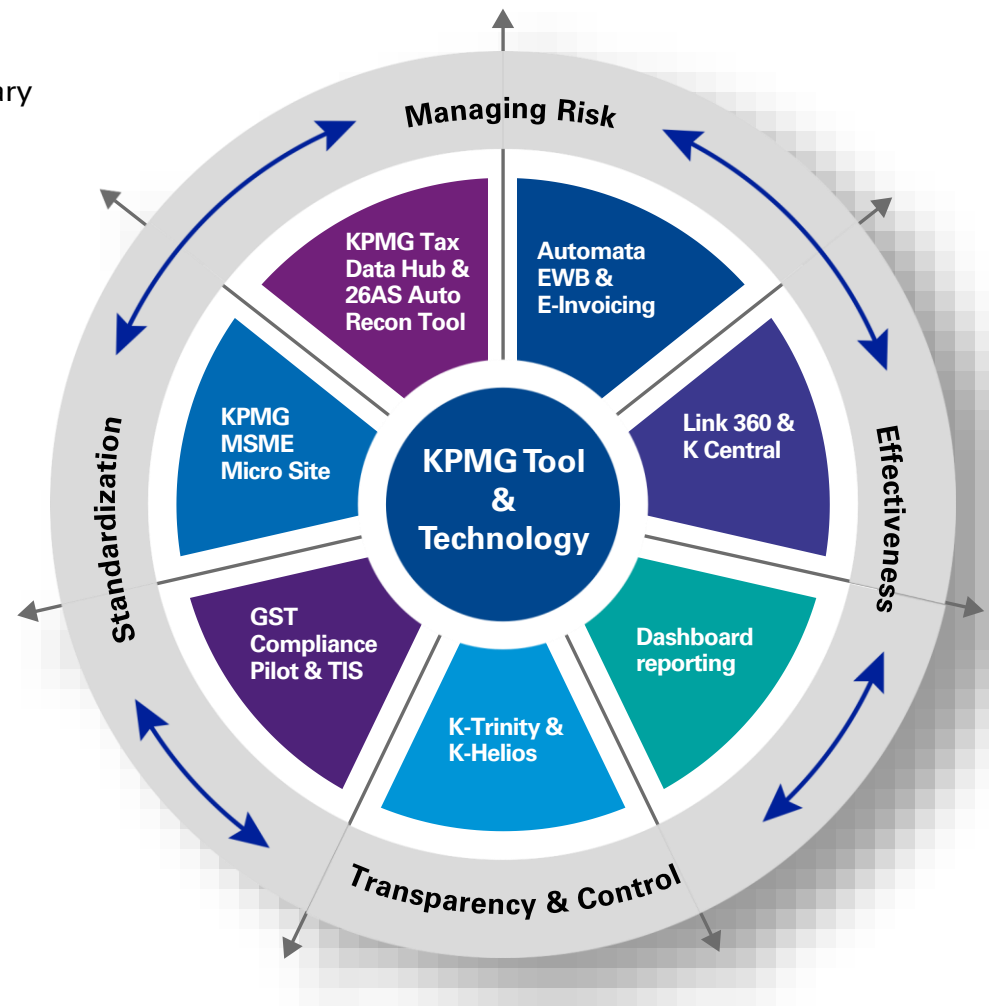 Managing Risk
KPMG Tax
Data Hub &
26AS Auto
Recon Tool
Automata
EWB &
E-Invoicing
KPMG
MSME
Micro Site
Link 360 &
K Central
KPMG Tool
&
Technology
Standardization
Effectiveness
GST
Compliance
Pilot & TIS
Dashboard
reporting
K-Trinity &
K-Helios
Transparency & Control